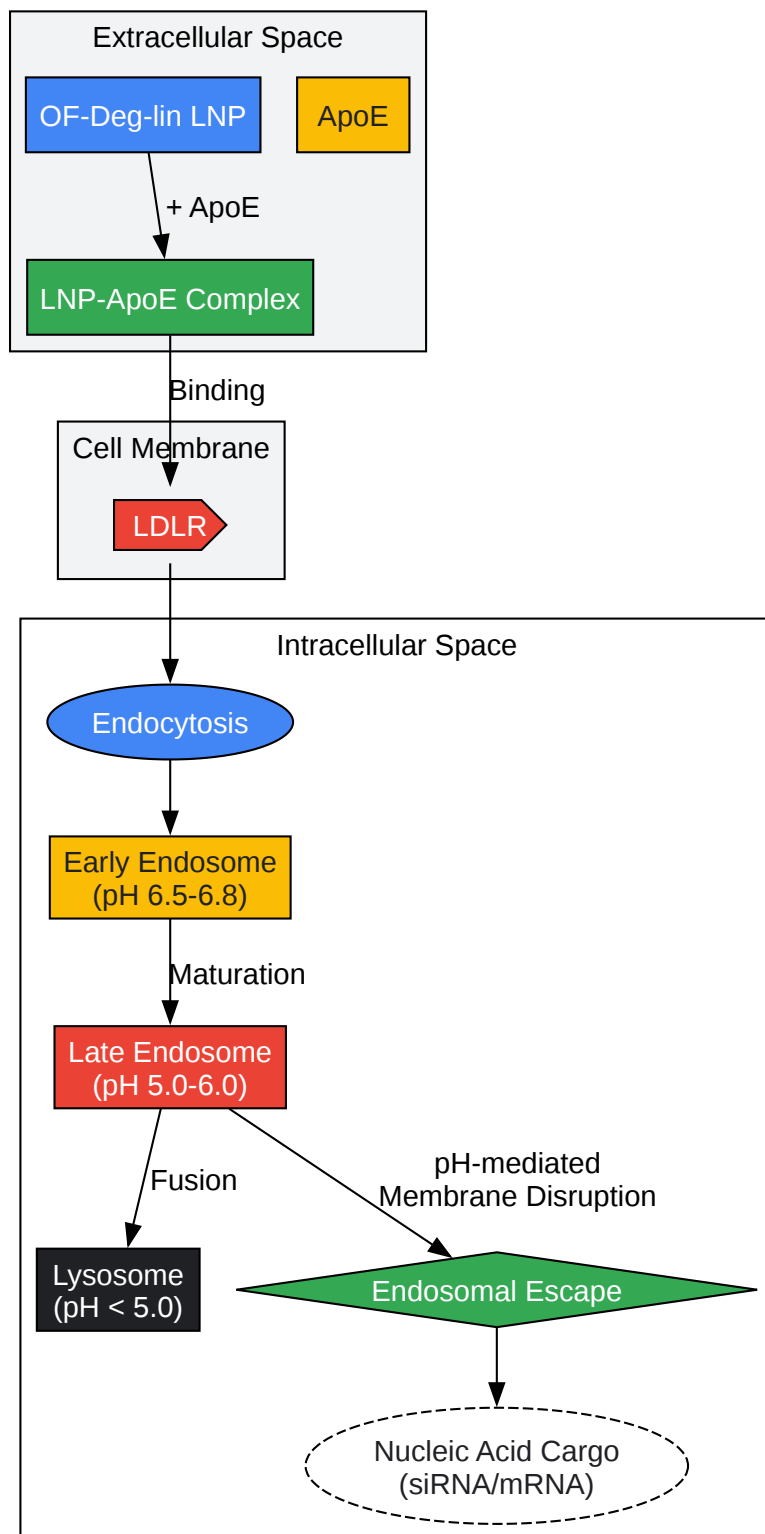 Extracellular Space
OF-Deg-lin LNP
ApoE
+ ApoE
LNP-ApoE Complex
Binding
Cell Membrane
LDLR
Intracellular Space
Endocytosis
Early Endosome
(pH 6.5-6.8)
Maturation
Late Endosome
(pH 5.0-6.0)
Fusion
pH-mediated
Membrane Disruption
Lysosome
(pH < 5.0)
Endosomal Escape
Nucleic Acid Cargo
(siRNA/mRNA)